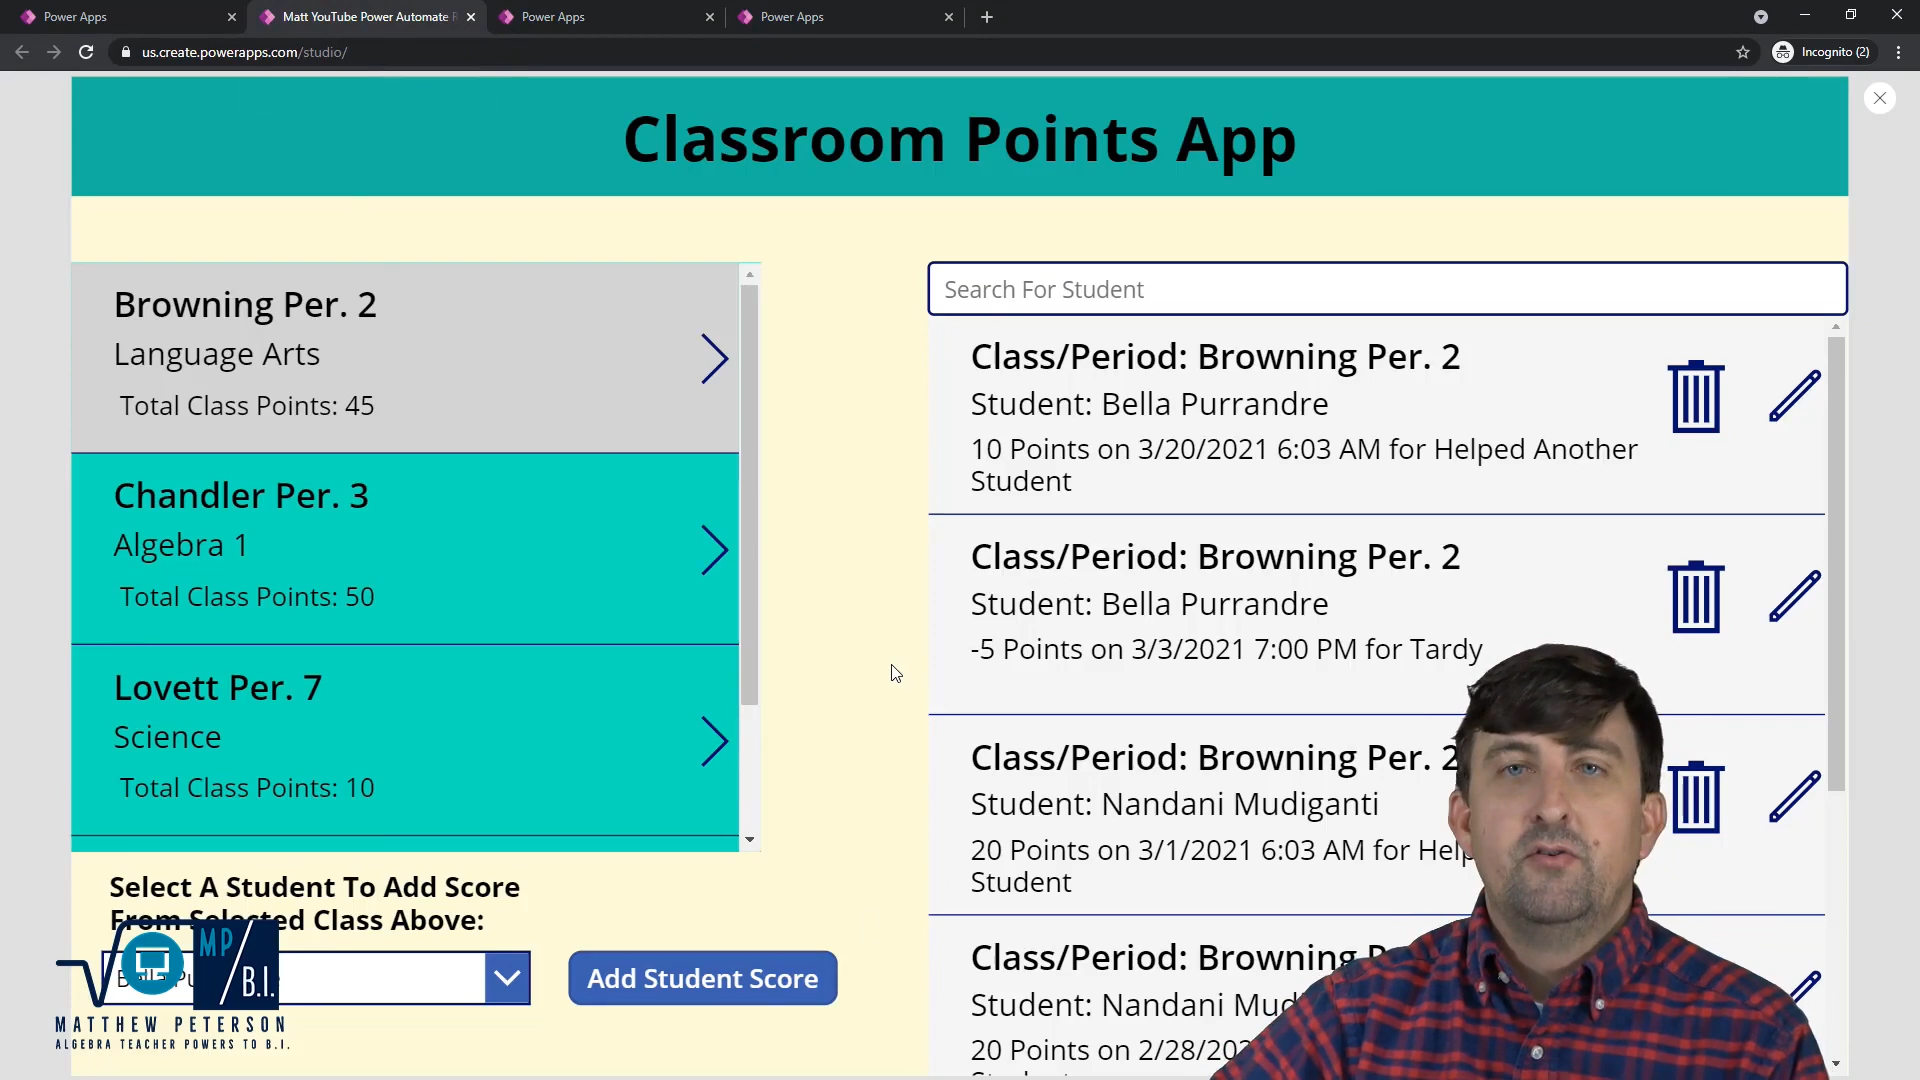 Power Apps
Matt YouTube Power Automate
Power Apps
Power Apps
us.create.powerapps.com/studio/
Incognito (2)
Classroom Points App
Browning Per. 2
Language Arts
Total Class Points: 45
Chandler Per. 3
Algebra 1
Total Class Points: 50
Lovett Per. 7
Science
Total Class Points: 10
Select A Student To Add Score
From Selected Class Above:
Add Student Score
MP/
B.I.
MATTHEW PETERSON
ALGEBRA TEACHER POWERS TO B.I.
Search For Student
Class/Period: Browning Per. 2
Student: Bella Purrandre
10 Points on 3/20/2021 6:03 AM for Helped Another
Student
Class/Period: Browning Per. 2
Student: Bella Purrandre
-5 Points on 3/3/2021 7:00 PM for Tardy
Class/Period: Browning Per. 2
Student: Nandani Mudiganti
20 Points on 3/1/2021 6:03 AM for
Student
Class/Period: Browning
Student: Nandani
20 Points on